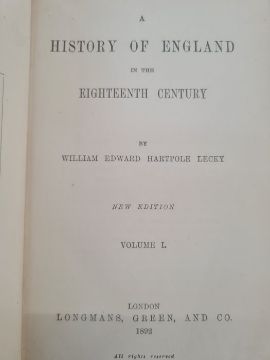 A
HISTORY OF ENGLAND
IN THE
EIGHTEENTH CENTURY
BY
WILLIAM EDWARD HARTPOLE LECKY
NEW EDITION
VOLUME I.
LONDON
LONGMANS, GREEN, AND CO.
1892
All rights reserved